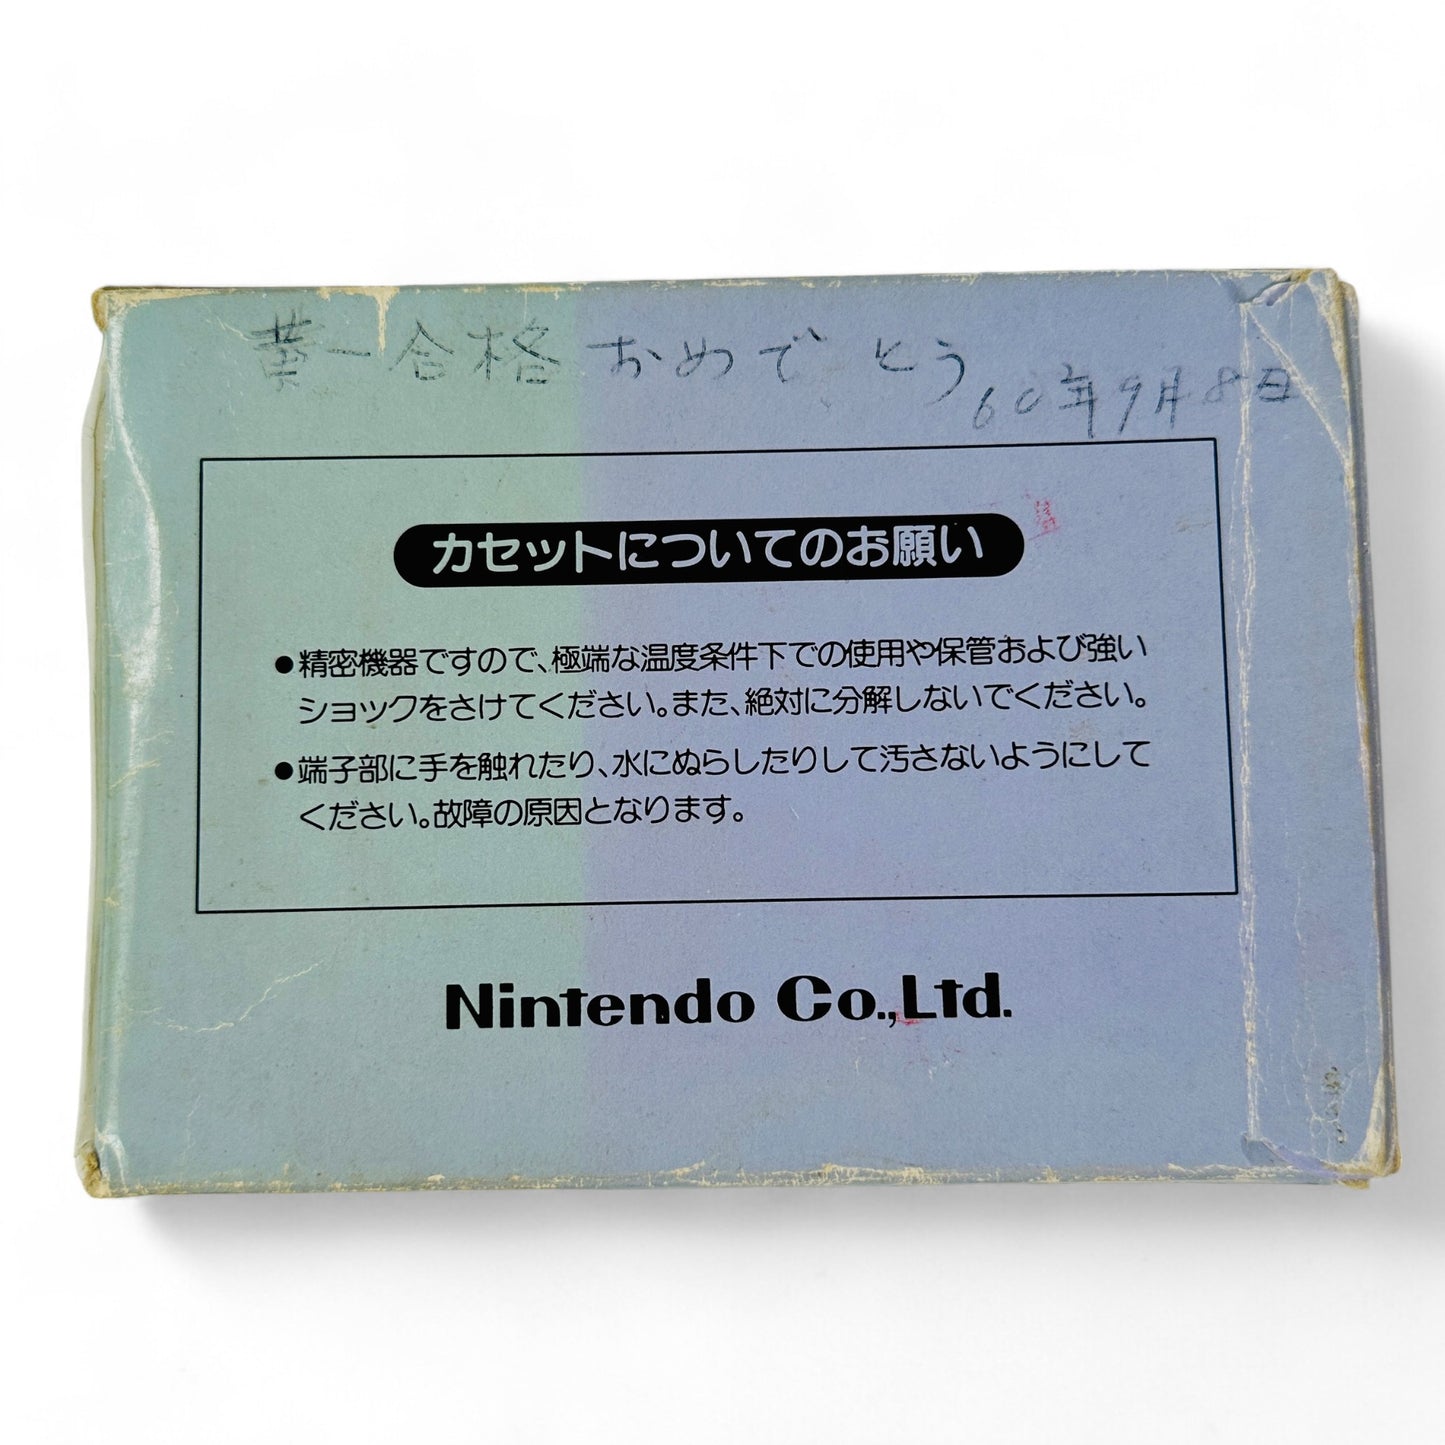 黄一合格おめでとう
60年9月8日
カセットについてのお願い
●精密機器ですので、極端な温度条件下での使用や保管および強い
ショックをさけてください。また、絶対に分解しないでください。
●端子部に手を触れたり、水にぬらしたりして汚さないようにして
ください。故障の原因となります。
Nintendo Co.,Ltd.